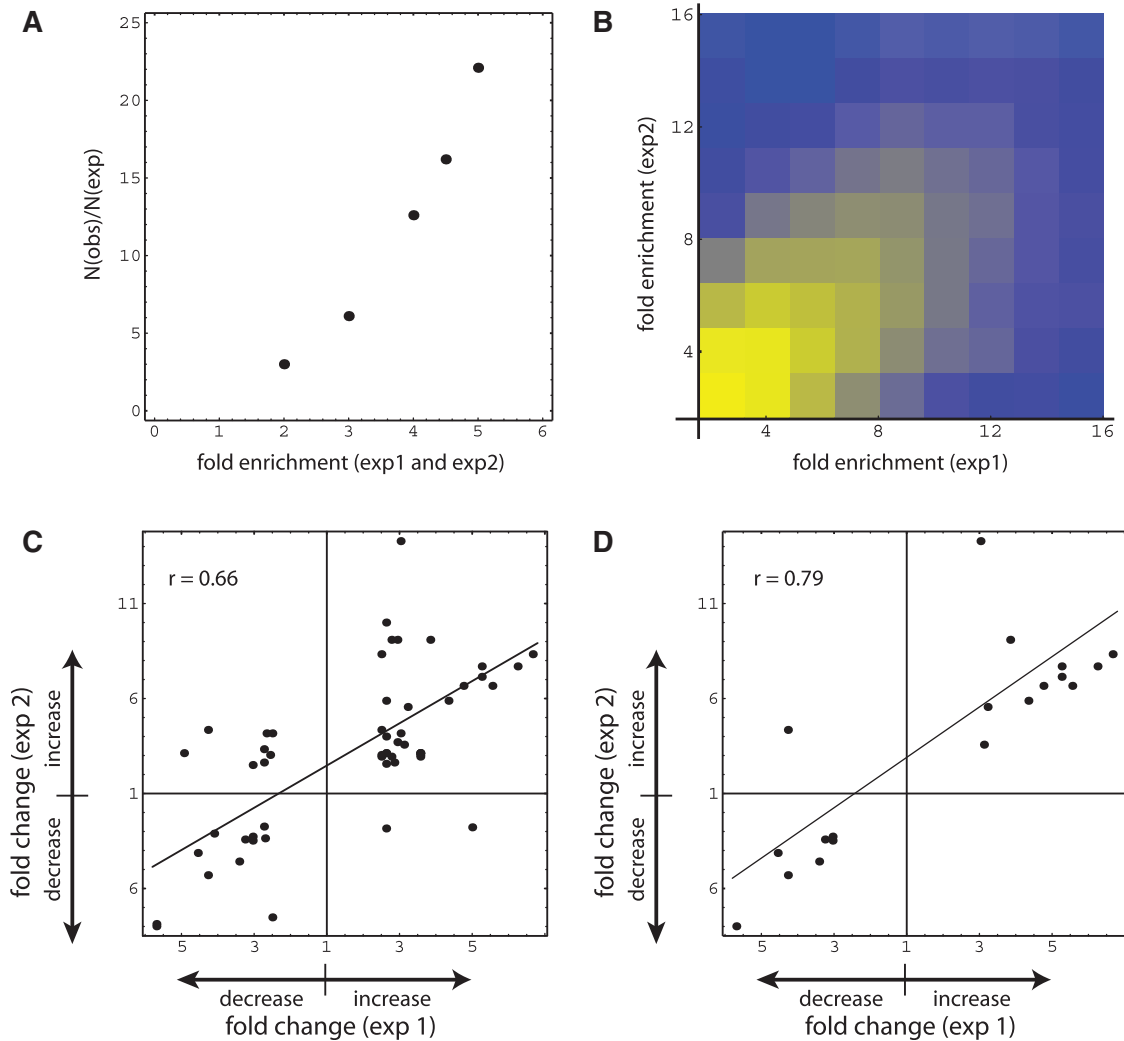 A
25
20
15
10
5
0
N(obs)/N(exp)
0 1 2 3 4 5 6
fold enrichment (exp1 and exp2)
B
16
12
8
4
fold enrichment (exp2)
4 8 12 16
fold enrichment (exp1)
C
r = 0.66
11
6
1
6
fold change (exp 2)
increase
decrease
5 3 1 3 5
decrease increase
fold change (exp 1)
D
r = 0.79
11
6
1
6
fold change (exp 2)
increase
decrease
5 3 1 3 5
decrease increase
fold change (exp 1)